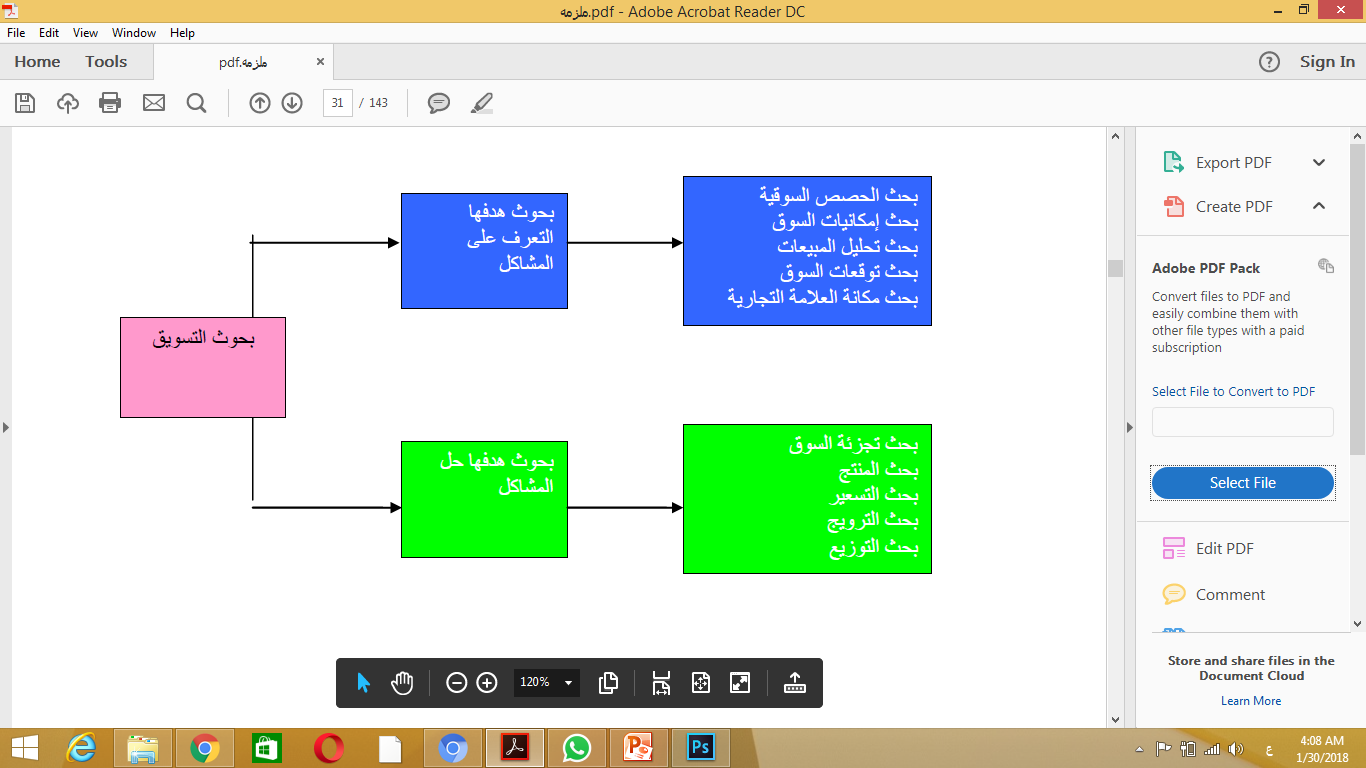 ملزمه.pdf - Adobe Acrobat Reader DC
File Edit View Window Help
Home Tools ملزمه.pdf × Sign In
31 / 143
بحوث التسويق
بحوث هدفها
التعرف على
المشاكل
بحث الحصص السوقية
بحث إمكانيات السوق
بحث تحليل المبيعات
بحث توقعات السوق
بحث مكانة العلامة التجارية
بحوث هدفها حل
المشاكل
بحث تجزئة السوق
بحث المنتج
بحث التسعير
بحث الترويج
بحث التوزيع
120%
Export PDF
Create PDF
Adobe PDF Pack
Convert files to PDF and
easily combine them with
other file types with a paid
subscription
Select File to Convert to PDF
Select File
Edit PDF
Comment
Store and share files in the
Document Cloud
Learn More
ع
4:08 AM
1/30/2018